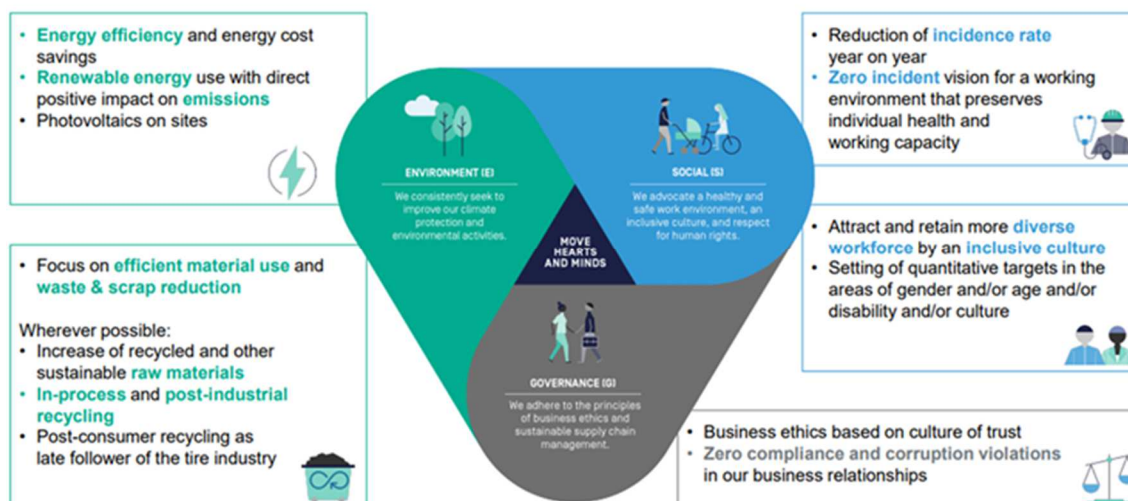 • Energy efficiency and energy cost
savings
• Renewable energy use with direct
positive impact on emissions
• Photovoltaics on sites
• Focus on efficient material use and
waste & scrap reduction
Wherever possible:
• Increase of recycled and other
sustainable raw materials
• In-process and post-industrial
recycling
• Post-consumer recycling as
late follower of the tire industry
ENVIRONMENT (E)
We consistently seek to
improve our climate
protection and
environmental activities.
SOCIAL (S)
We advocate a healthy and
safe work environment, an
inclusive culture, and respect
for human rights.
MOVE
HEARTS
AND MINDS
GOVERNANCE (G)
We adhere to the principles
of business ethics and
sustainable supply chain
management.
• Reduction of incidence rate
year on year
• Zero incident vision for a working
environment that preserves
individual health and
working capacity
• Attract and retain more diverse
workforce by an inclusive culture
• Setting of quantitative targets in the
areas of gender and/or age and/or
disability and/or culture
• Business ethics based on culture of trust
• Zero compliance and corruption violations
in our business relationships